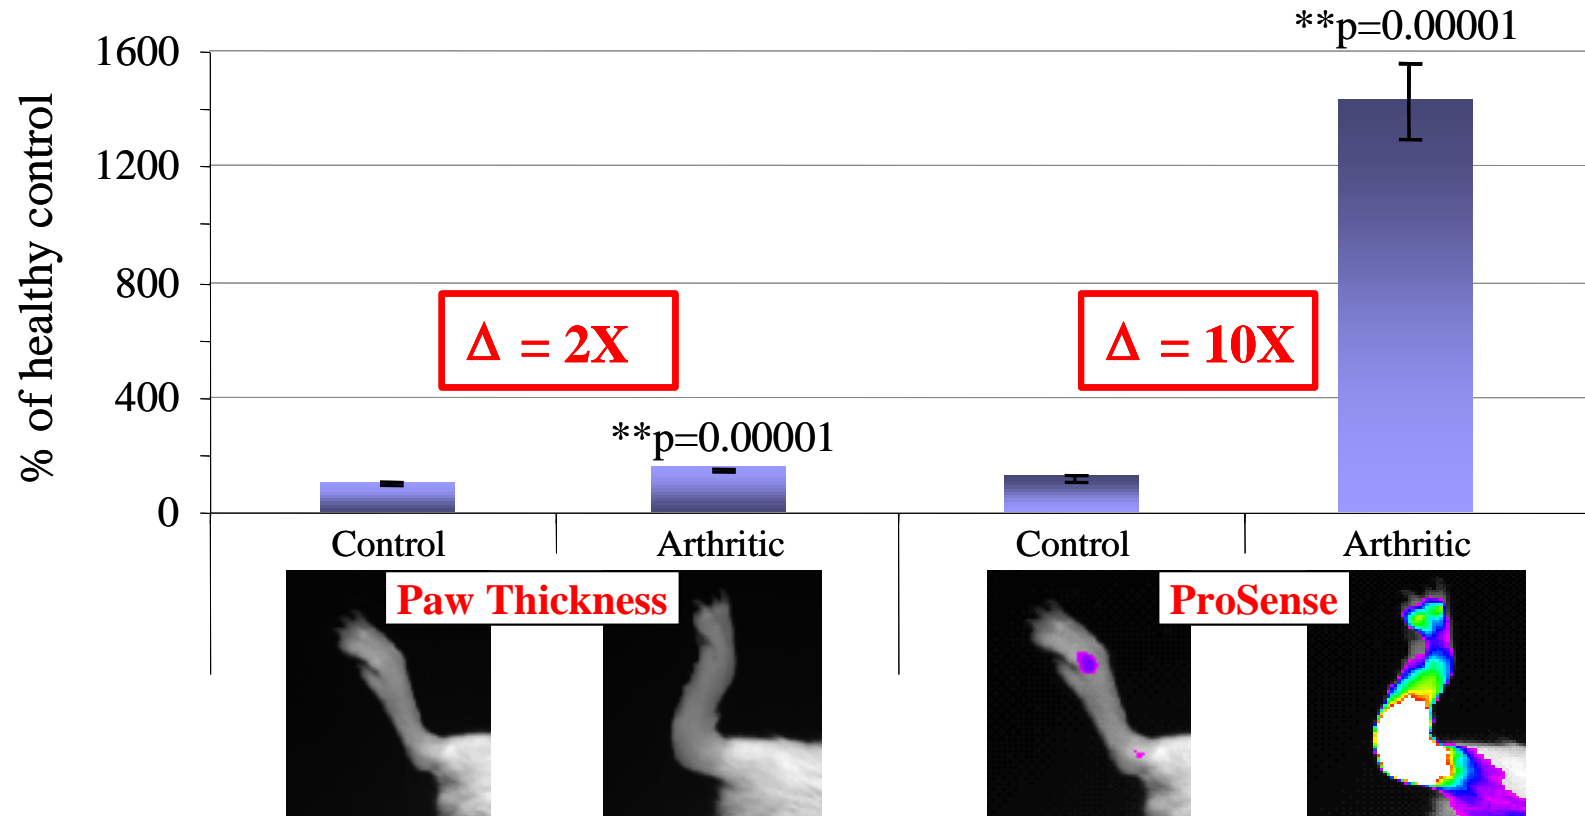 **p=0.00001
1600
1200
800
400
0
% of healthy control
Δ = 2X
Δ = 10X
**p=0.00001
Control
Arthritic
Control
Arthritic
Paw Thickness
ProSense